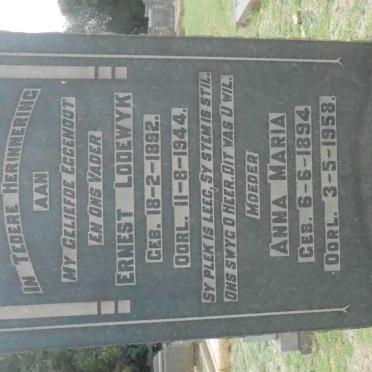 IN TEDERE HERINNERING
AAN
MY GELIEFDE EGGENOOT
EN ONS VADER
ERNEST LODEWYK
GEB. 18-2-1892.
OORL. 11-8-1944.
SY PLEK IS LEEG, SY STEM IS STIL.
ONS SWYG O HEER, DIT WAS U WIL.
MOEDER
ANNA MARIA
GEB. 6-6-1894
OORL. 3-5-1958.